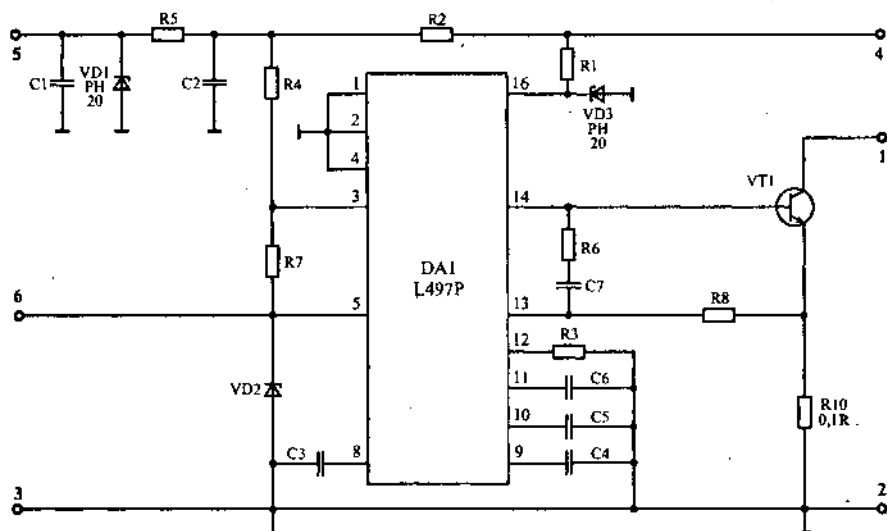 R5
R2
5
4
C1
VD1
PH
20
C2
R4
R1
1
16
VD3
PH
20
2
4
1
VT1
3
14
R7
R6
DA1
L497P
C7
6
5
13
R8
12
R3
11
C6
VD2
10
C5
R10
0,1R
C3
8
9
C4
3
2